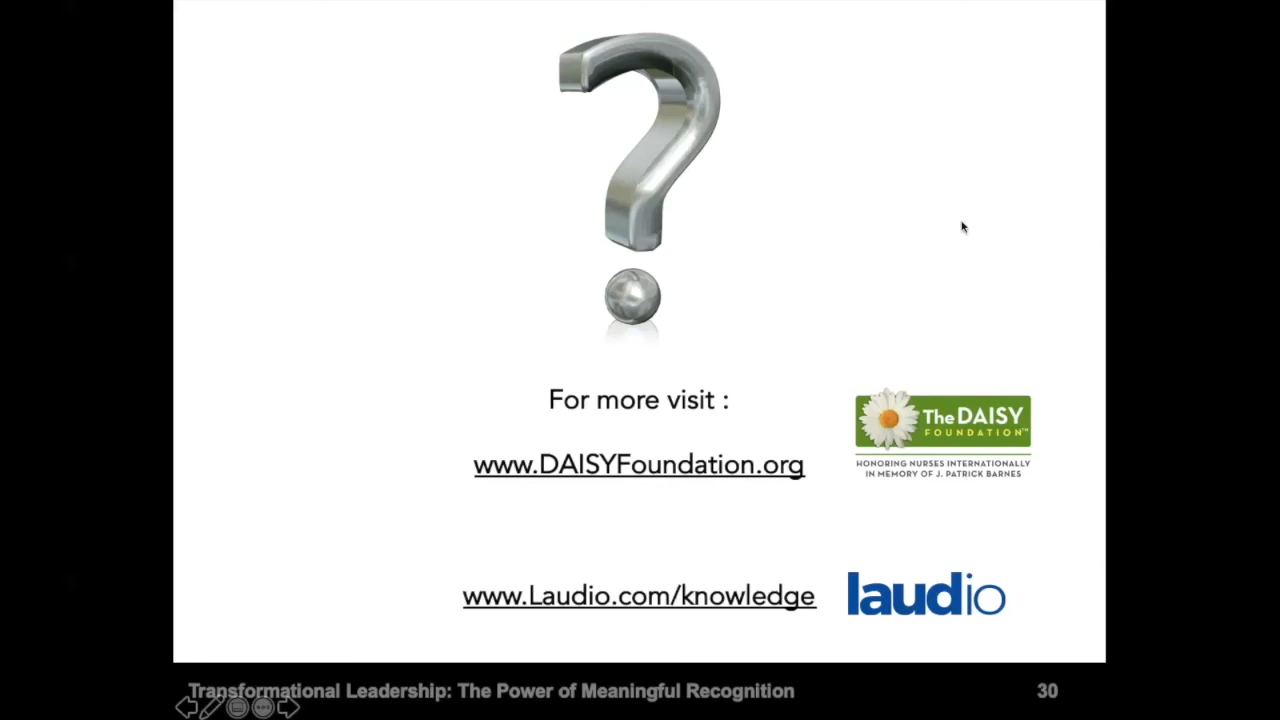 For more visit :
www.DAISYFoundation.org
The DAISY
FOUNDATION™
HONORING NURSES INTERNATIONALLY
IN MEMORY OF J. PATRICK BARNES
www.Laudio.com/knowledge
laudio
Transformational Leadership: The Power of Meaningful Recognition
30